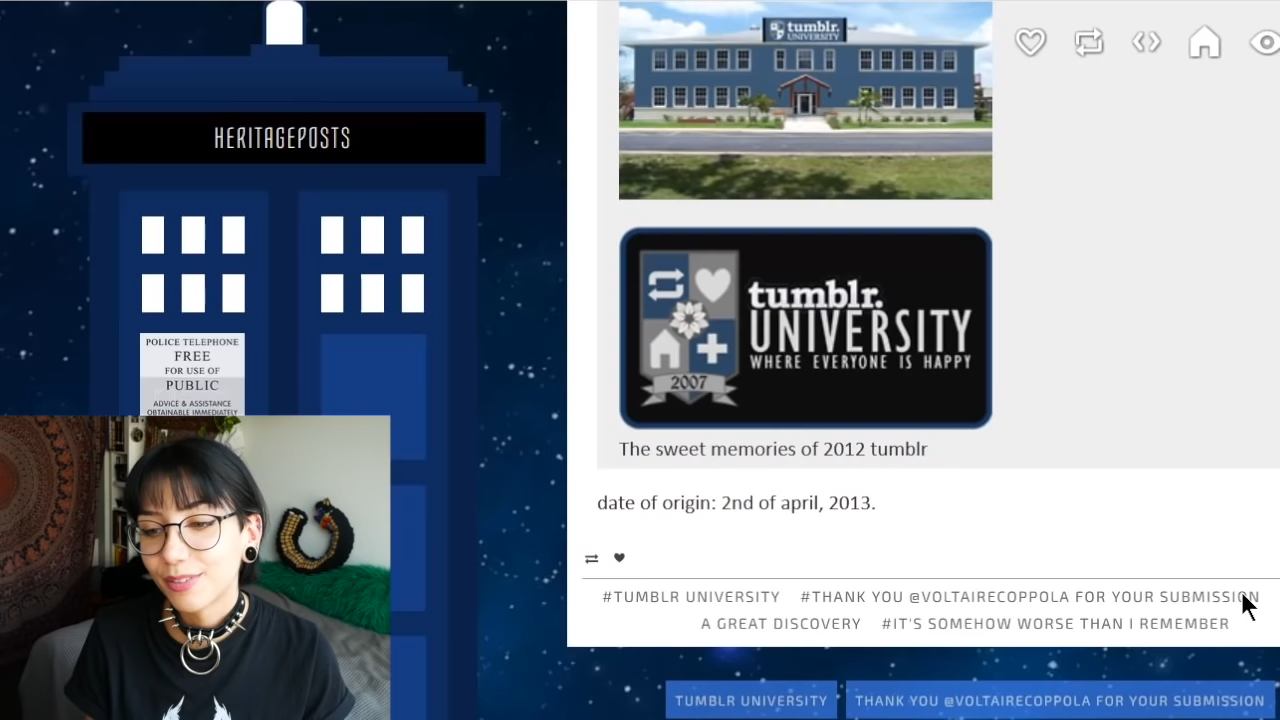 HERITAGEPOSTS
POLICE TELEPHONE
FREE
FOR USE OF
PUBLIC
ADVICE & ASSISTANCE
OBTAINABLE IMMEDIATELY
tumblr.
UNIVERSITY
tumblr.
UNIVERSITY
WHERE EVERYONE IS HAPPY
2007
The sweet memories of 2012 tumblr
date of origin: 2nd of april, 2013.
#TUMBLR UNIVERSITY #THANK YOU @VOLTAIRECOPPOLA FOR YOUR SUBMISSION
A GREAT DISCOVERY #IT'S SOMEHOW WORSE THAN I REMEMBER
TUMBLR UNIVERSITY THANK YOU @VOLTAIRECOPPOLA FOR YOUR SUBMISSION